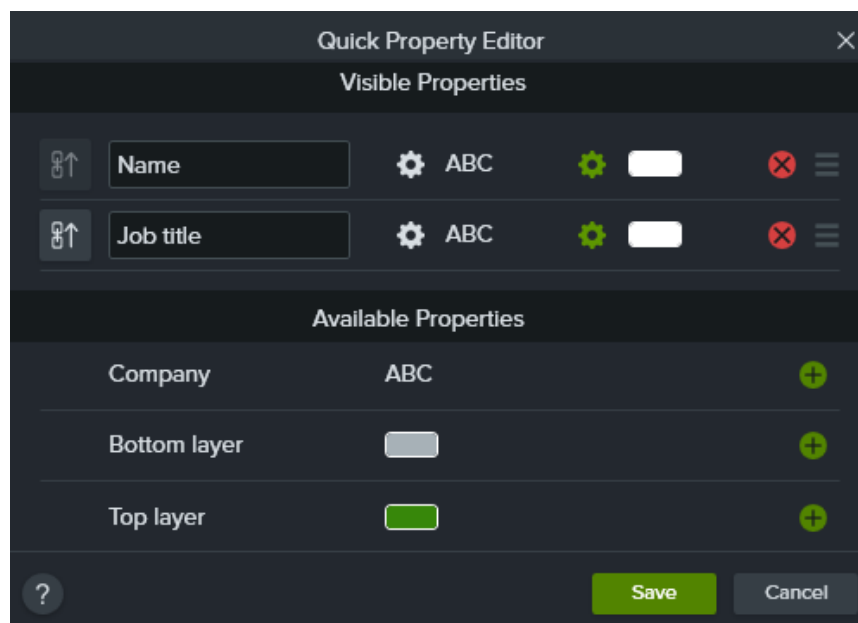 Quick Property Editor
Visible Properties
Name ABC
Job title ABC
Available Properties
Company ABC
Bottom layer
Top layer
? Save Cancel